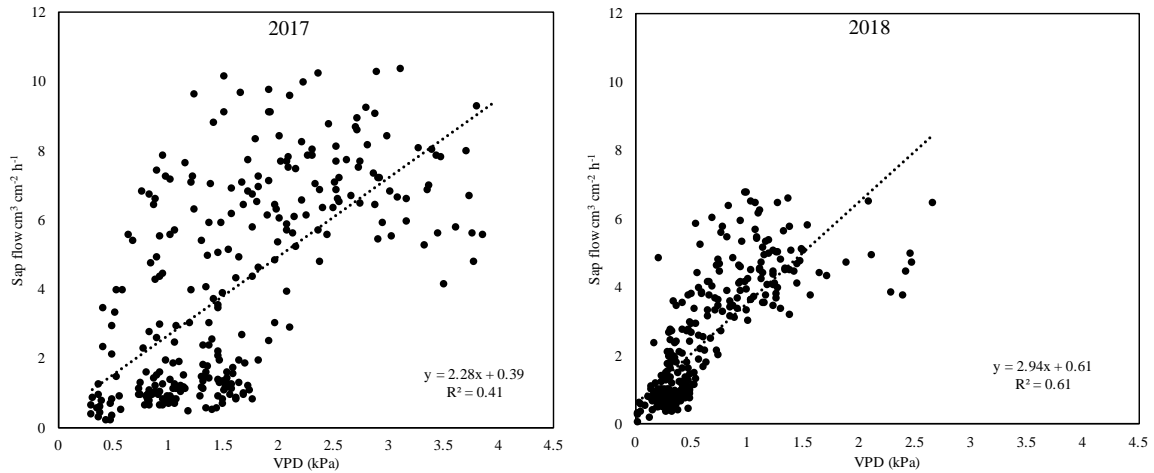 2017
12
10
8
6
4
2
0
Sap flow cm³ cm⁻² h⁻¹
y = 2.28x + 0.39
R² = 0.41
0 0.5 1 1.5 2 2.5 3 3.5 4 4.5
VPD (kPa)
2018
12
10
8
6
4
2
0
Sap flow cm³ cm⁻² h⁻¹
y = 2.94x + 0.61
R² = 0.61
0 0.5 1 1.5 2 2.5 3 3.5 4 4.5
VPD (kPa)